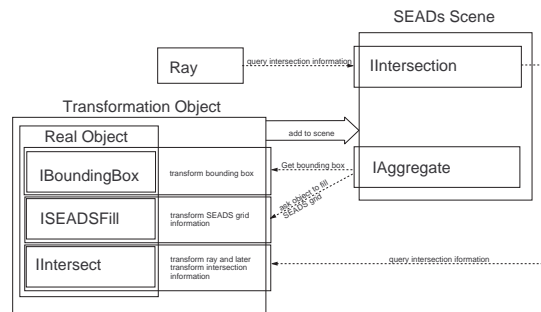 SEADs Scene
Ray
query intersection information
IIntersection
Transformation Object
Real Object
add to scene
IBoundingBox
transform bounding box
Get bounding box
IAggregate
ask object to fill
SEADS grid
ISEADSFill
transform SEADS grid
information
IIntersect
transform ray and later
transform intersection
information
query intersection iformation